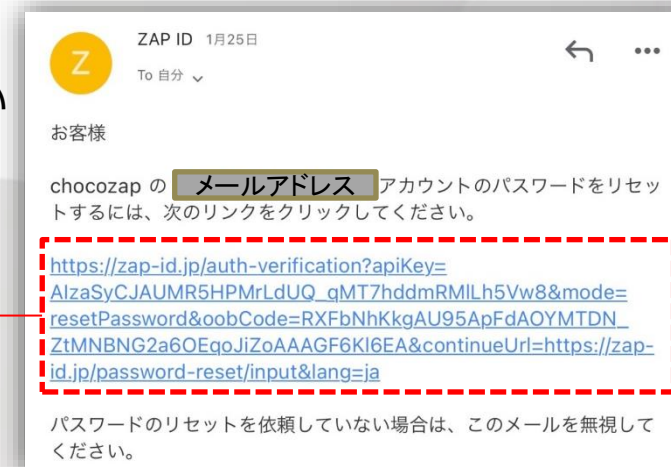 ZAP ID 1月25日
Z
To 自分
い
お客様
chocozap の メールアドレス アカウントのパスワードをリセッ
トするには、次のリンクをクリックしてください。
https://zap-id.jp/auth-verification?apiKey=
AIzaSyCJAUMR5HPMrLdUQ_qMT7hddmRMlLh5Vw8&mode=
resetPassword&oobCode=RXFbNhKkgAU95ApFdAOYMTDN_
ZtMNBNG2a6OEqoJiZoAAAGF6Kl6EA&continueUrl=https://zap-
id.jp/password-reset/input&lang=ja
パスワードのリセットを依頼していない場合は、このメールを無視して
ください。